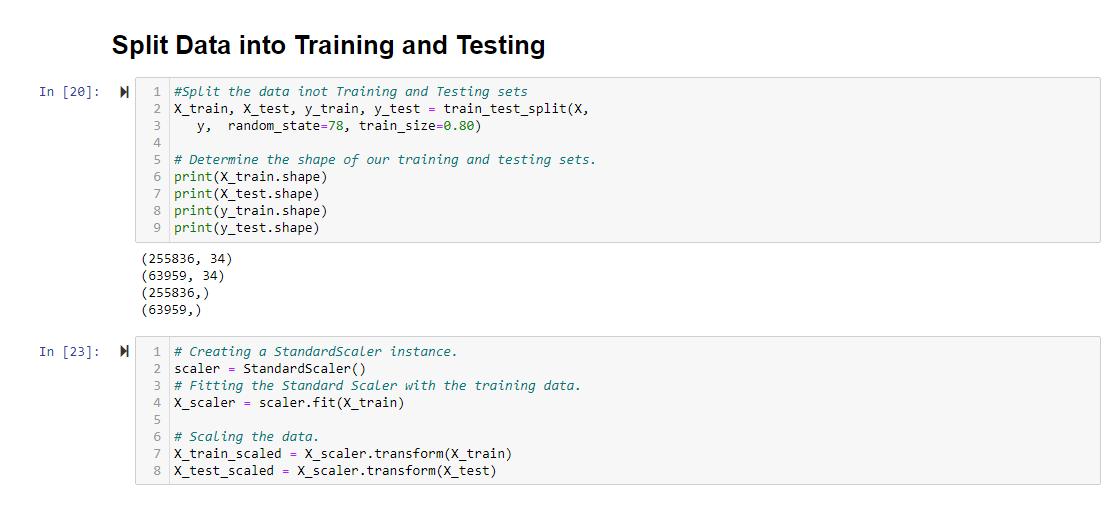 Split Data into Training and Testing
In [20]:
1 #Split the data inot Training and Testing sets
2 X_train, X_test, y_train, y_test = train_test_split(X,
3    y,  random_state=78, train_size=0.80)
4
5 # Determine the shape of our training and testing sets.
6 print(X_train.shape)
7 print(X_test.shape)
8 print(y_train.shape)
9 print(y_test.shape)
(255836, 34)
(63959, 34)
(255836,)
(63959,)
In [23]:
1 # Creating a StandardScaler instance.
2 scaler = StandardScaler()
3 # Fitting the Standard Scaler with the training data.
4 X_scaler = scaler.fit(X_train)
5
6 # Scaling the data.
7 X_train_scaled = X_scaler.transform(X_train)
8 X_test_scaled = X_scaler.transform(X_test)